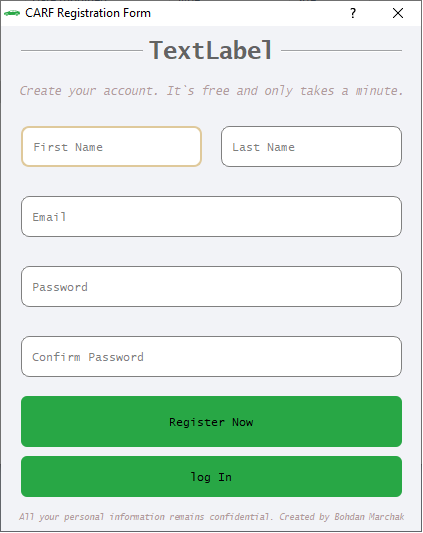 CARF Registration Form
TextLabel
Create your account. It's free and only takes a minute.
First Name Last Name
Email
Password
Confirm Password
Register Now
log In
All your personal information remains confidential. Created by Bohdan Marchak